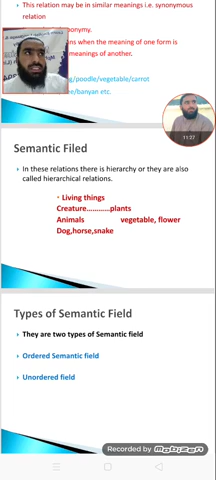 This relation may be in similar meanings i.e. synonymous
relation
onymy.
ns when the meaning of one form is
meanings of another.
g/poodle/vegetable/carrot
e/banyan etc.
11:27
Semantic Filed
In these relations there is hierarchy or they are also
called hierarchical relations.
• Living things
Creature............plants
Animals vegetable, flower
Dog,horse,snake
Types of Semantic Field
They are two types of Semantic field
Ordered Semantic field
Unordered field
Recorded by
Mobizen